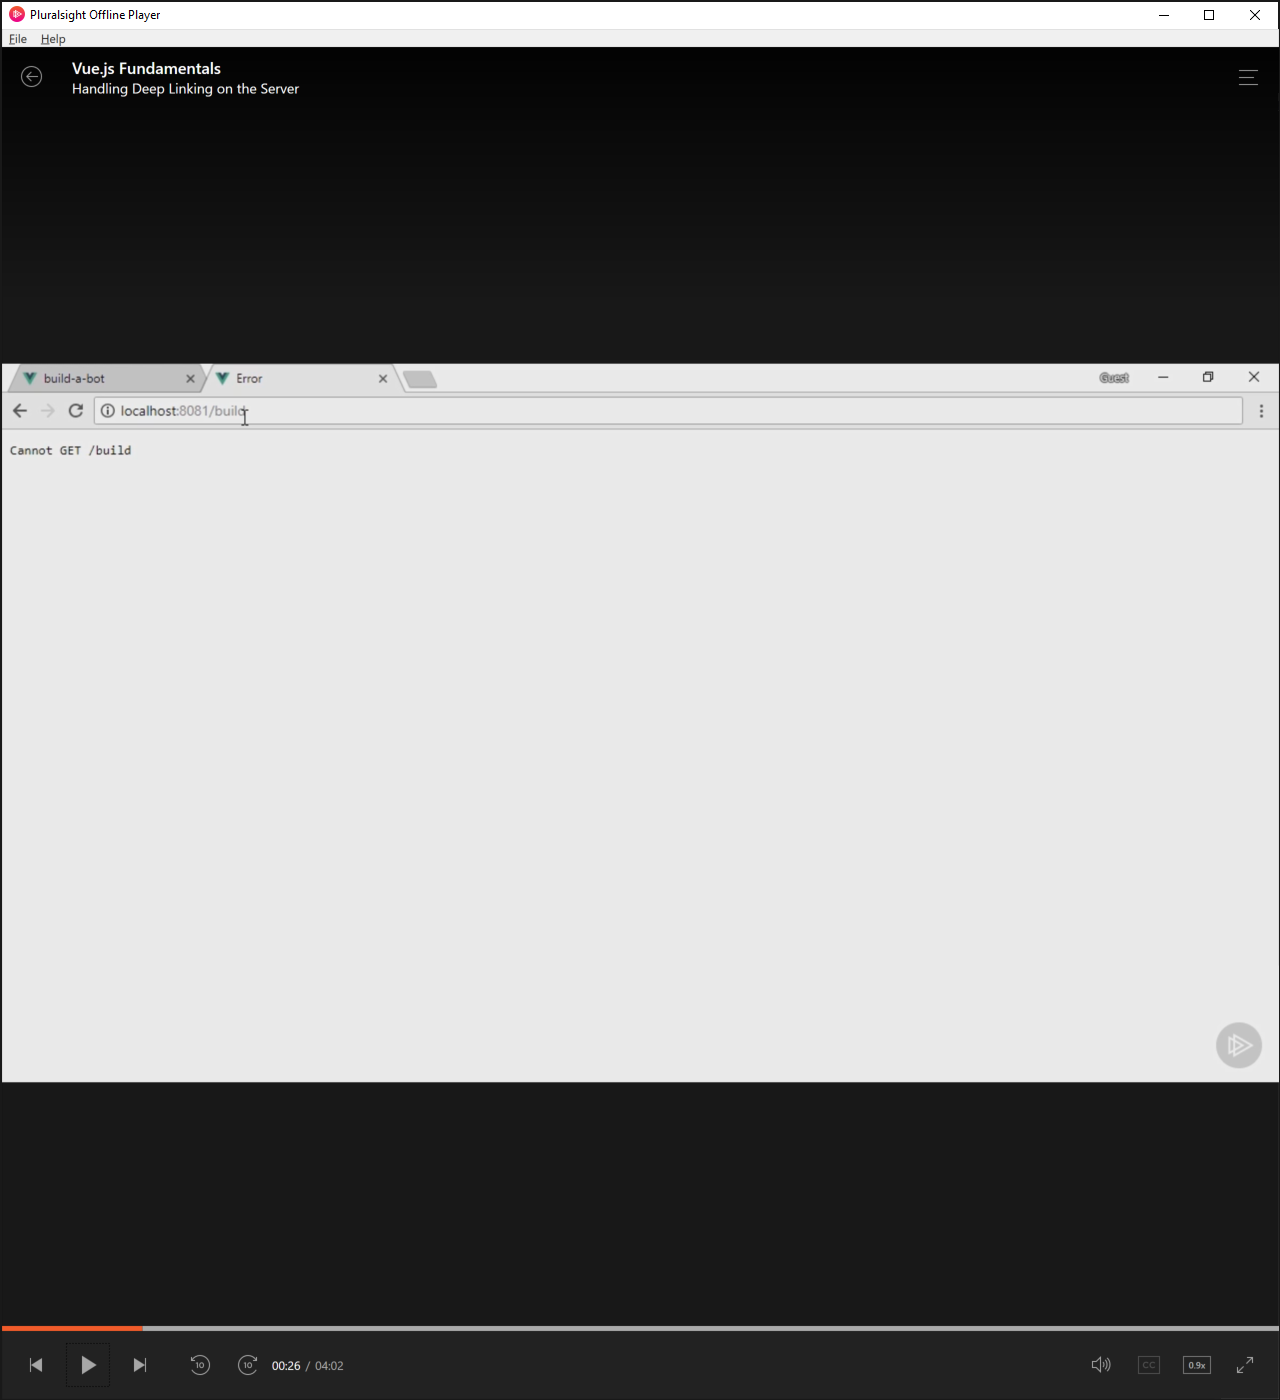 Pluralsight Offline Player
File Help
Vue.js Fundamentals
Handling Deep Linking on the Server
build-a-bot
Error
Guest
localhost:8081/build
Cannot GET /build
10
10
00:26 / 04:02
CC
0.9x